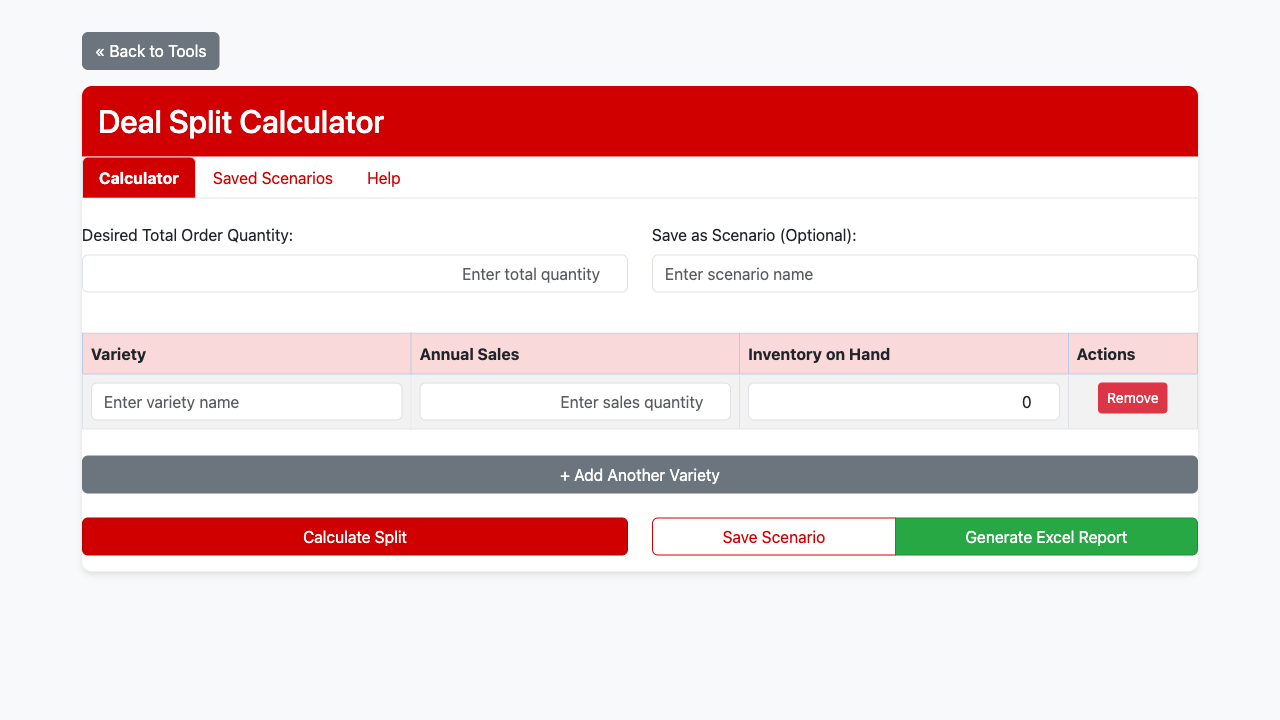 « Back to Tools
Deal Split Calculator
Calculator Saved Scenarios Help
Desired Total Order Quantity: Save as Scenario (Optional):
Enter total quantity Enter scenario name
Variety Annual Sales Inventory on Hand Actions
Enter variety name Enter sales quantity 0 Remove
+ Add Another Variety
Calculate Split Save Scenario Generate Excel Report